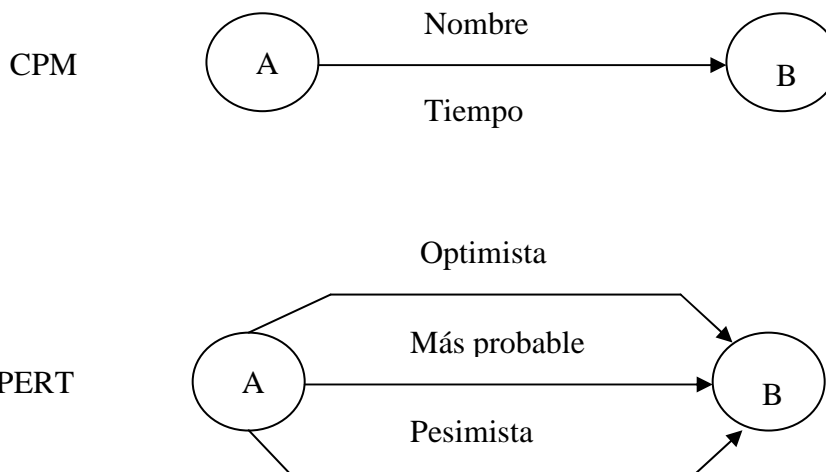 Nombre
CPM A B
Tiempo
Optimista
Más probable
PERT A B
Pesimista